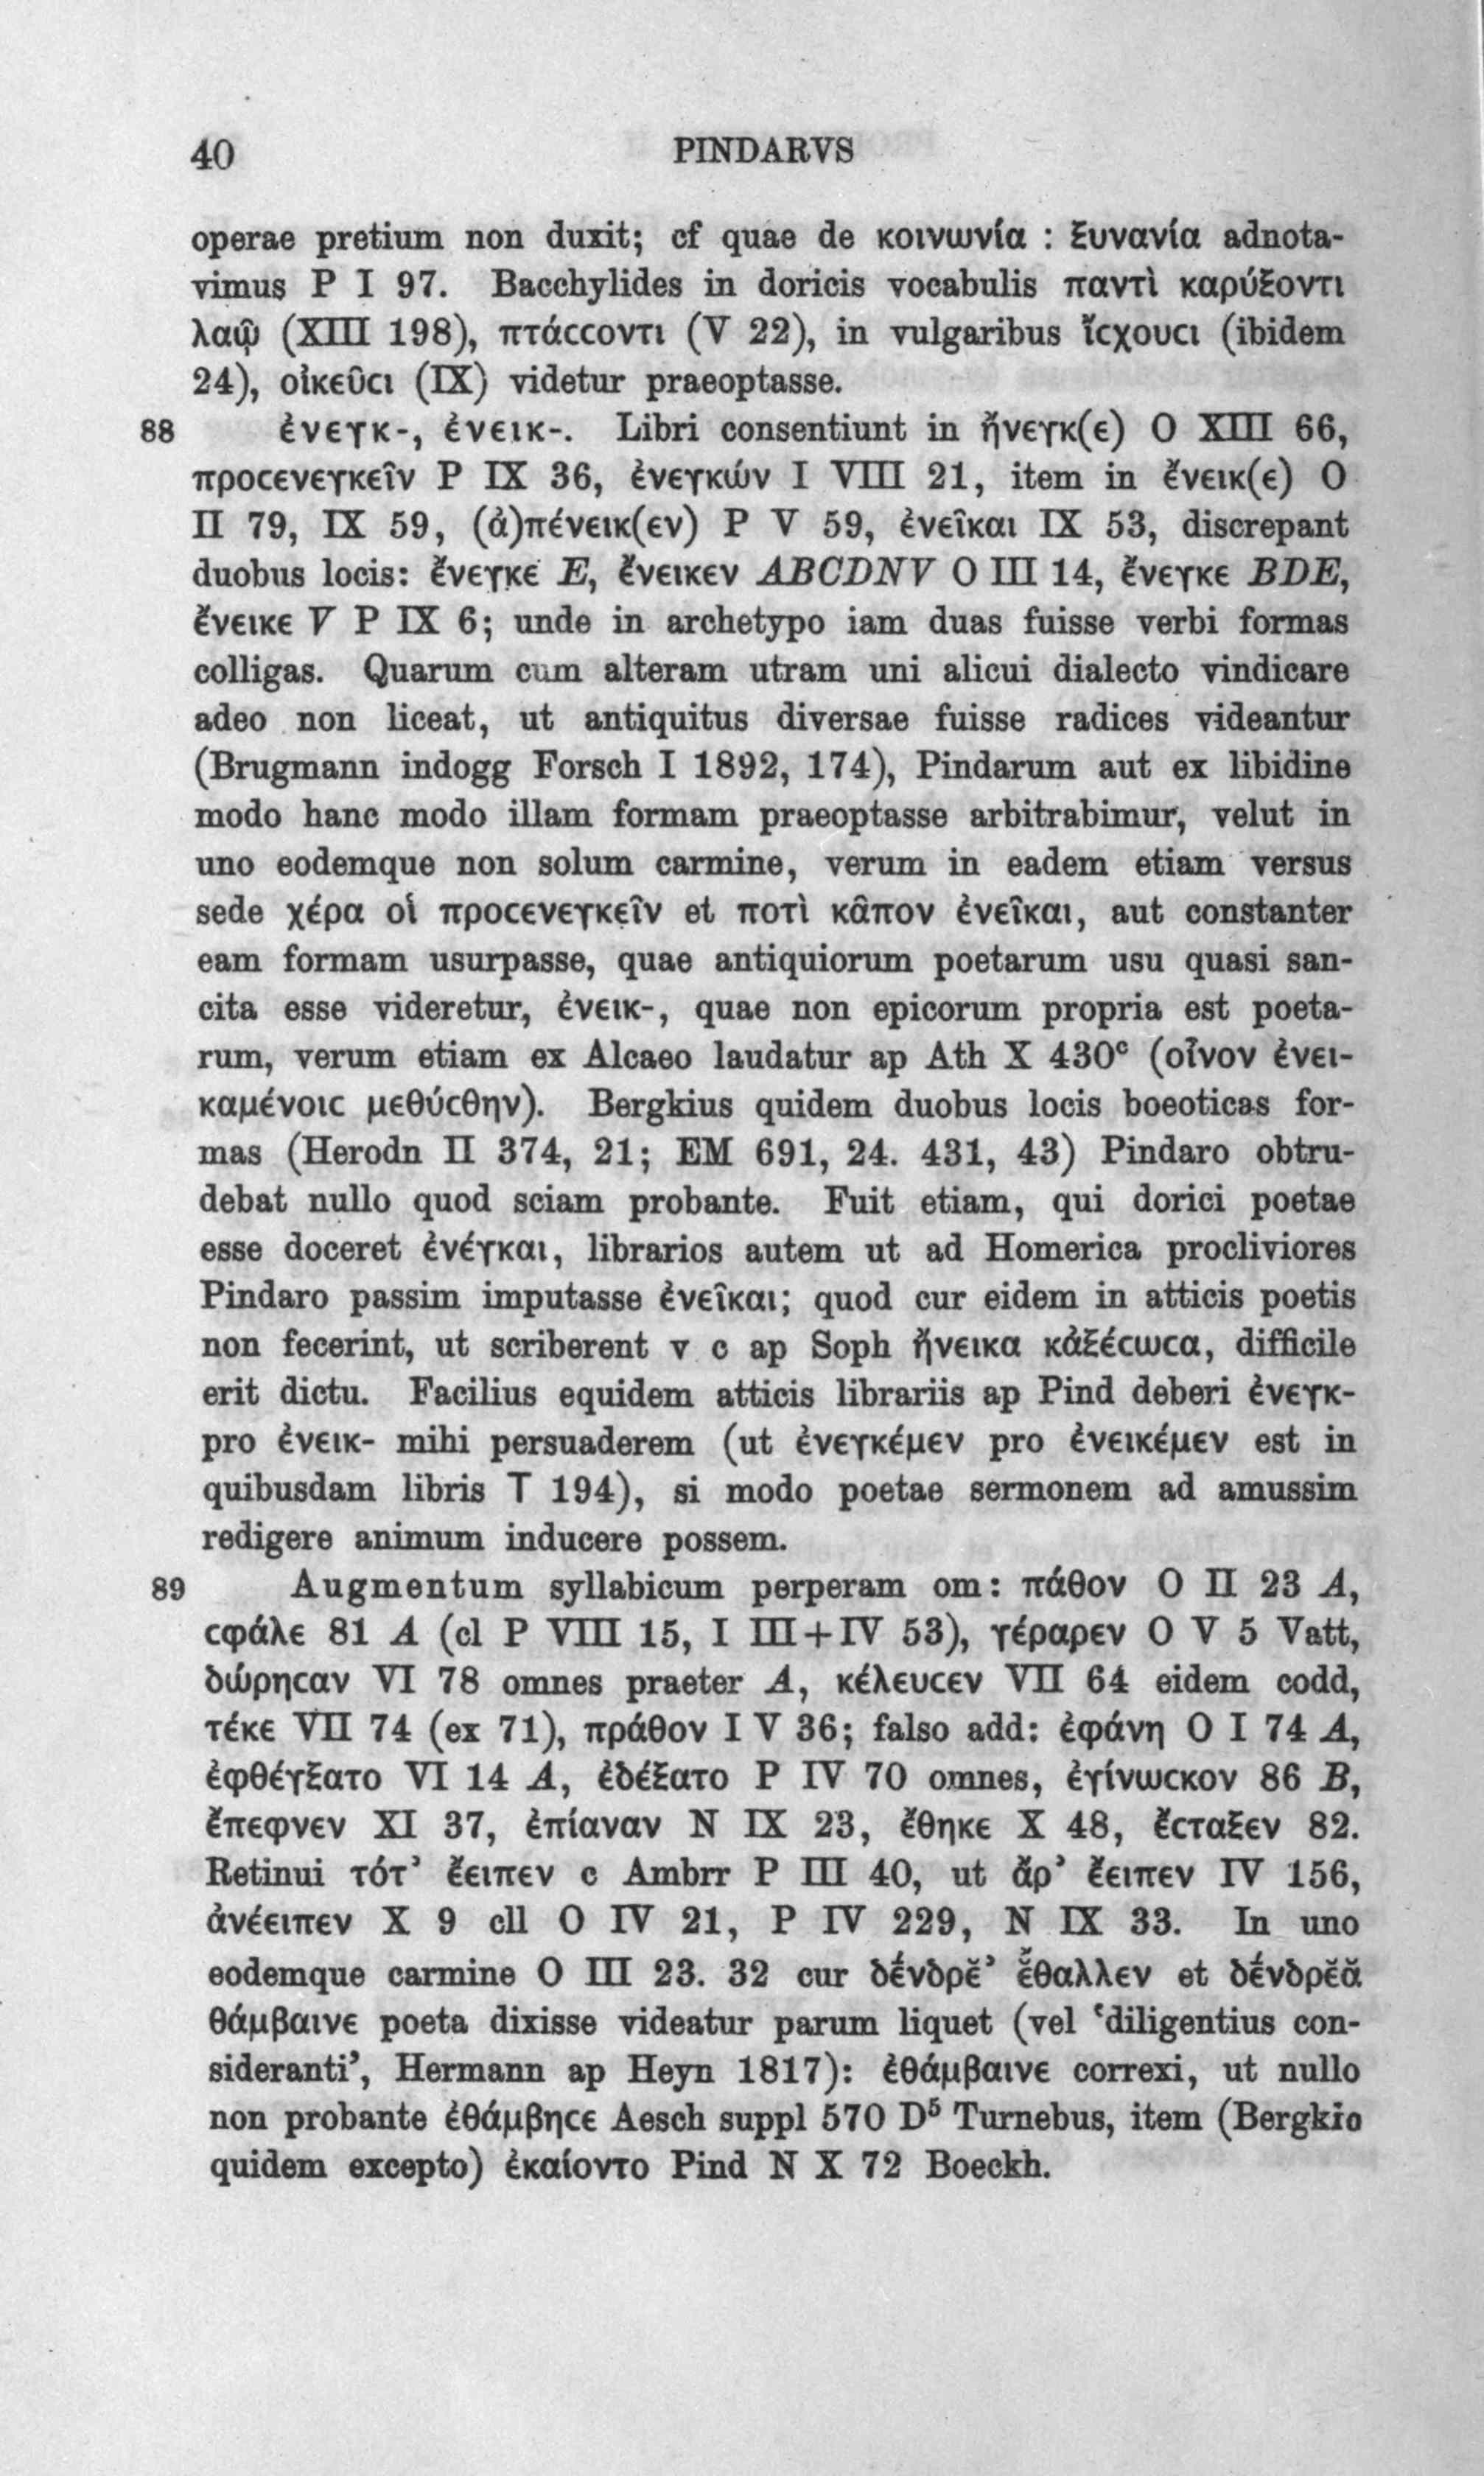 40 PINDARVS
operae pretium non duxit; cf quae de κοινωνία : ξυνανία adnota-
vimus P I 97. Bacchylides in doricis vocabulis παντὶ καρύξοντι
λαῷ (XIII 198), πτάccοντι (V 22), in vulgaribus ἴcχουcι (ibidem
24), οἰκεῦcι (IX) videtur praeoptasse.
88 ἐνεγκ-, ἐνεικ-. Libri consentiunt in ἤνεγκ(ε) O XIII 66,
προcενεγκεῖν P IX 36, ἐνεγκών I VIII 21, item in ἔνεικ(ε) O
II 79, IX 59, (ἀ)πένεικ(εν) P V 59, ἐνεῖκαι IX 53, discrepant
duobus locis: ἔνεγκε E, ἔνεικεν ABCDNV O III 14, ἔνεγκε BDE,
ἔνεικε V P IX 6; unde in archetypo iam duas fuisse verbi formas
colligas. Quarum cum alteram utram uni alicui dialecto vindicare
adeo non liceat, ut antiquitus diversae fuisse radices videantur
(Brugmann indogg Forsch I 1892, 174), Pindarum aut ex libidine
modo hanc modo illam formam praeoptasse arbitrabimur, velut in
uno eodemque non solum carmine, verum in eadem etiam versus
sede χέρα οἱ προcενεγκεῖν et ποτὶ κᾶπον ἐνεῖκαι, aut constanter
eam formam usurpasse, quae antiquiorum poetarum usu quasi san-
cita esse videretur, ἐνεικ-, quae non epicorum propria est poeta-
rum, verum etiam ex Alcaeo laudatur ap Ath X 430ᶜ (οἶνον ἐνει-
καμένοιc μεθύcθην). Bergkius quidem duobus locis boeoticas for-
mas (Herodn II 374, 21; EM 691, 24. 431, 43) Pindaro obtru-
debat nullo quod sciam probante. Fuit etiam, qui dorici poetae
esse doceret ἐνέγκαι, librarios autem ut ad Homerica procliviores
Pindaro passim imputasse ἐνεῖκαι; quod cur eidem in atticis poetis
non fecerint, ut scriberent v c ap Soph ἤνεικα κἀξέcωcα, difficile
erit dictu. Facilius equidem atticis librariis ap Pind deberi ἐνεγκ-
pro ἐνεικ- mihi persuaderem (ut ἐνεγκέμεν pro ἐνεικέμεν est in
quibusdam libris T 194), si modo poetae sermonem ad amussim
redigere animum inducere possem.
89 Augmentum syllabicum perperam om: πάθον O II 23 A,
cφάλε 81 A (cl P VIII 15, I III+IV 53), γέραρεν O V 5 Vatt,
δώρηcαν VI 78 omnes praeter A, κέλευcεν VII 64 eidem codd,
τέκε VII 74 (ex 71), πράθον I V 36; falso add: ἐφάνη O I 74 A,
ἐφθέγξατο VI 14 A, ἐδέξατο P IV 70 omnes, ἐγίνωcκον 86 B,
ἔπεφνεν XI 37, ἐπίαναν N IX 23, ἔθηκε X 48, ἔcταξεν 82.
Retinui τότ’ ἔειπεν c Ambrr P III 40, ut ἄρ’ ἔειπεν IV 156,
ἀνέειπεν X 9 cll O IV 21, P IV 229, N IX 33. In uno
eodemque carmine O III 23. 32 cur δένδρε̆’ ἔ̆θαλλεν et δένδρε̆ᾰ
θάμβαινε poeta dixisse videatur parum liquet (vel ‘diligentius con-
sideranti’, Hermann ap Heyn 1817): ἐθάμβαινε correxi, ut nullo
non probante ἐθάμβηcε Aesch suppl 570 D⁵ Turnebus, item (Bergkio
quidem excepto) ἐκαίοντο Pind N X 72 Boeckh.